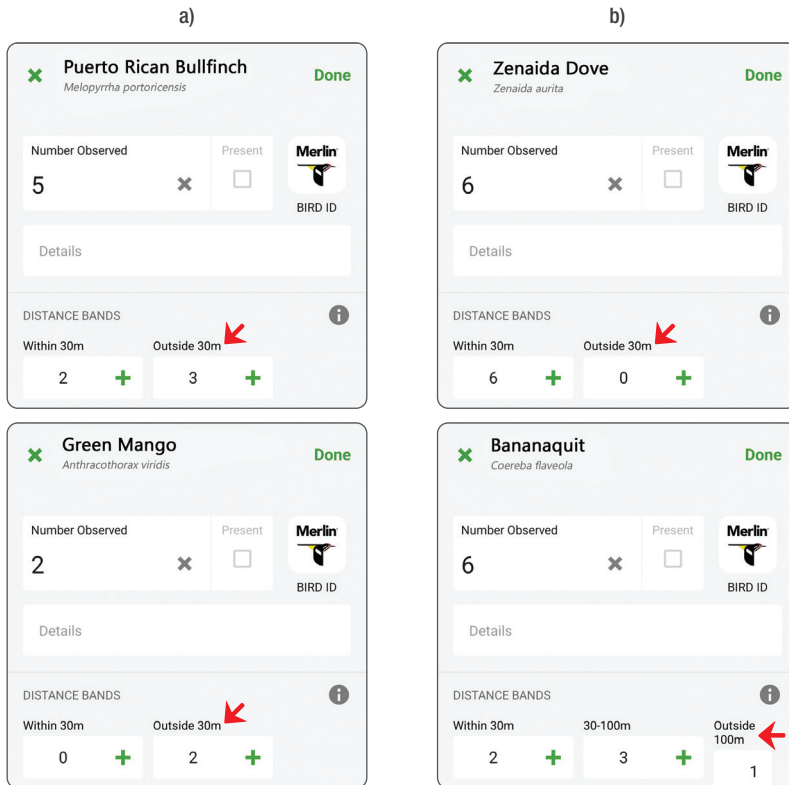 a)
Puerto Rican Bullfinch
Melopyrrha portoricensis
Done
Number Observed
Present
Merlin
5
BIRD ID
Details
DISTANCE BANDS
Within 30m
Outside 30m
2
3
Green Mango
Anthracothorax viridis
Done
Number Observed
Present
Merlin
2
BIRD ID
Details
DISTANCE BANDS
Within 30m
Outside 30m
0
2
b)
Zenaida Dove
Zenaida aurita
Done
Number Observed
Present
Merlin
6
BIRD ID
Details
DISTANCE BANDS
Within 30m
Outside 30m
6
0
Bananaquit
Coereba flaveola
Done
Number Observed
Present
Merlin
6
BIRD ID
Details
DISTANCE BANDS
Within 30m
30-100m
Outside
100m
2
3
1